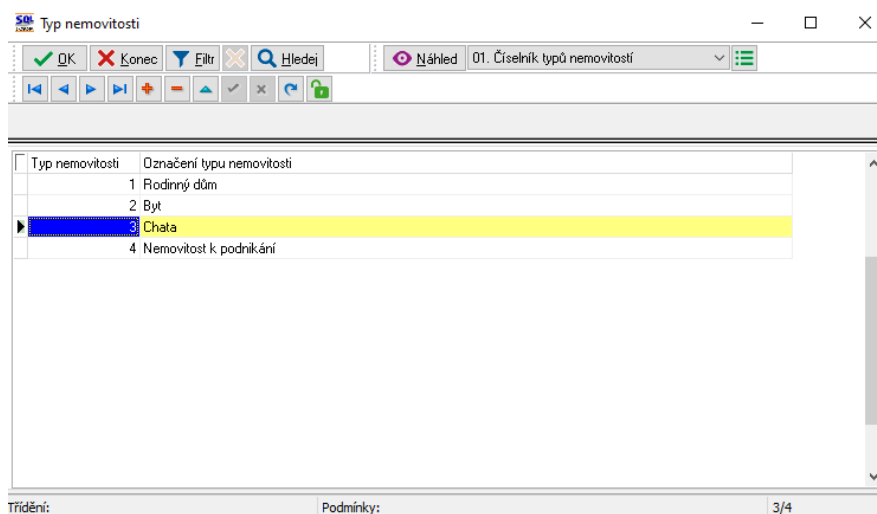 SQL Typ nemovitosti
OK Konec Filtr Hledej Náhled 01. Číselník typů nemovitostí
Typ nemovitosti Označení typu nemovitosti
1 Rodinný dům
2 Byt
3 Chata
4 Nemovitost k podnikání
Třídění: Podmínky: 3/4